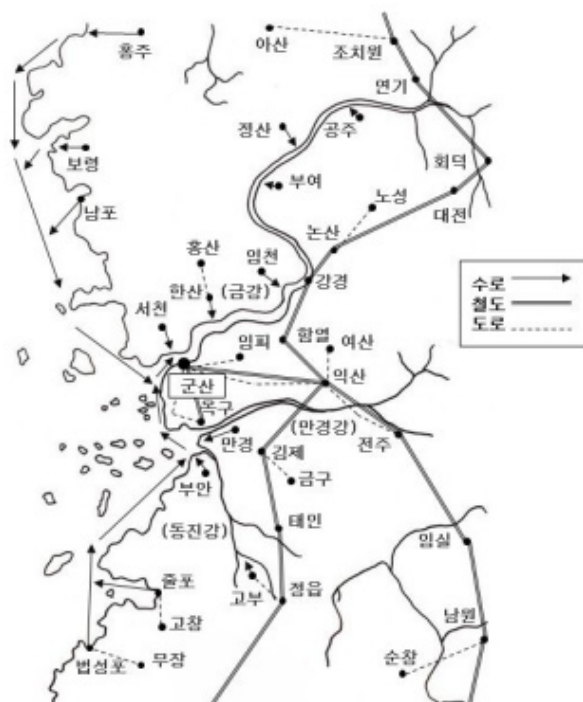 아산
조치원
홍주
연기
정산
공주
보령
부여
회덕
노성
대전
남포
논산
홍산
임천
강경
한산
(금강)
서천
함열
여산
임피
군산
익산
옥구
만경
(만경강)
전주
김제
금구
부안
태인
(동진강)
임실
줄포
고부
정읍
고창
남원
순창
법성포
무장
수로
철도
도로